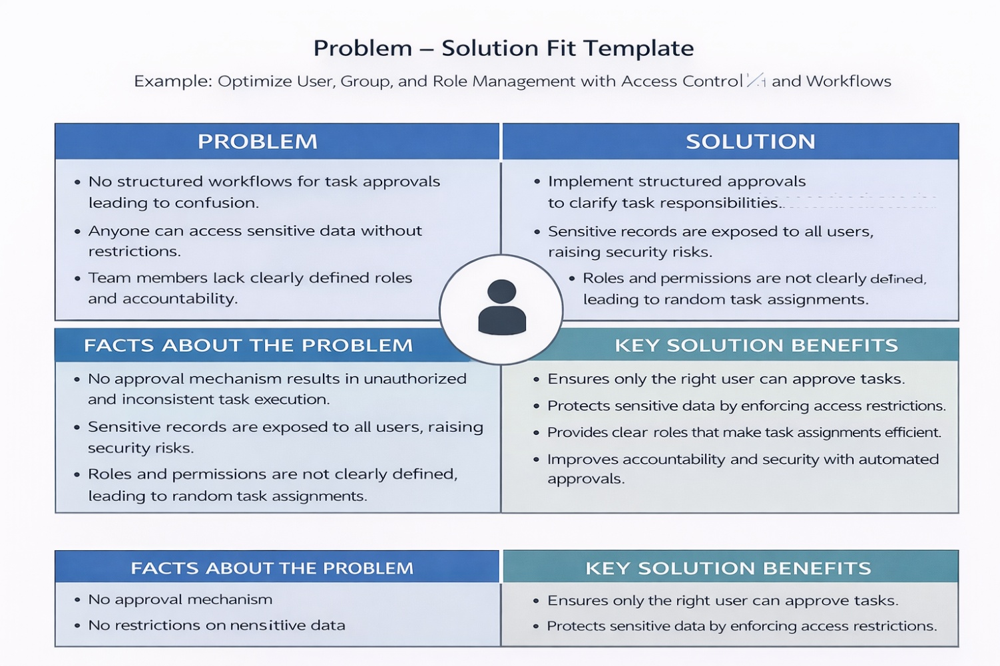 Problem – Solution Fit Template
Example: Optimize User, Group, and Role Management with Access Control and Workflows
PROBLEM
• No structured workflows for task approvals
leading to confusion.
• Anyone can access sensitive data without
restrictions.
• Team members lack clearly defined roles
and accountability.
SOLUTION
• Implement structured approvals
to clarify task responsibilities.
• Sensitive records are exposed to all users,
raising security risks.
• Roles and permissions are not clearly defined,
leading to random task assignments.
FACTS ABOUT THE PROBLEM
• No approval mechanism results in unauthorized
and inconsistent task execution.
• Sensitive records are exposed to all users, raising
security risks.
• Roles and permissions are not clearly defined,
leading to random task assignments.
KEY SOLUTION BENEFITS
• Ensures only the right user can approve tasks.
• Protects sensitive data by enforcing access restrictions.
• Provides clear roles that make task assignments efficient.
• Improves accountability and security with automated
approvals.
FACTS ABOUT THE PROBLEM
• No approval mechanism
• No restrictions on nensitive data
KEY SOLUTION BENEFITS
• Ensures only the right user can approve tasks.
• Protects sensitive data by enforcing access restrictions.